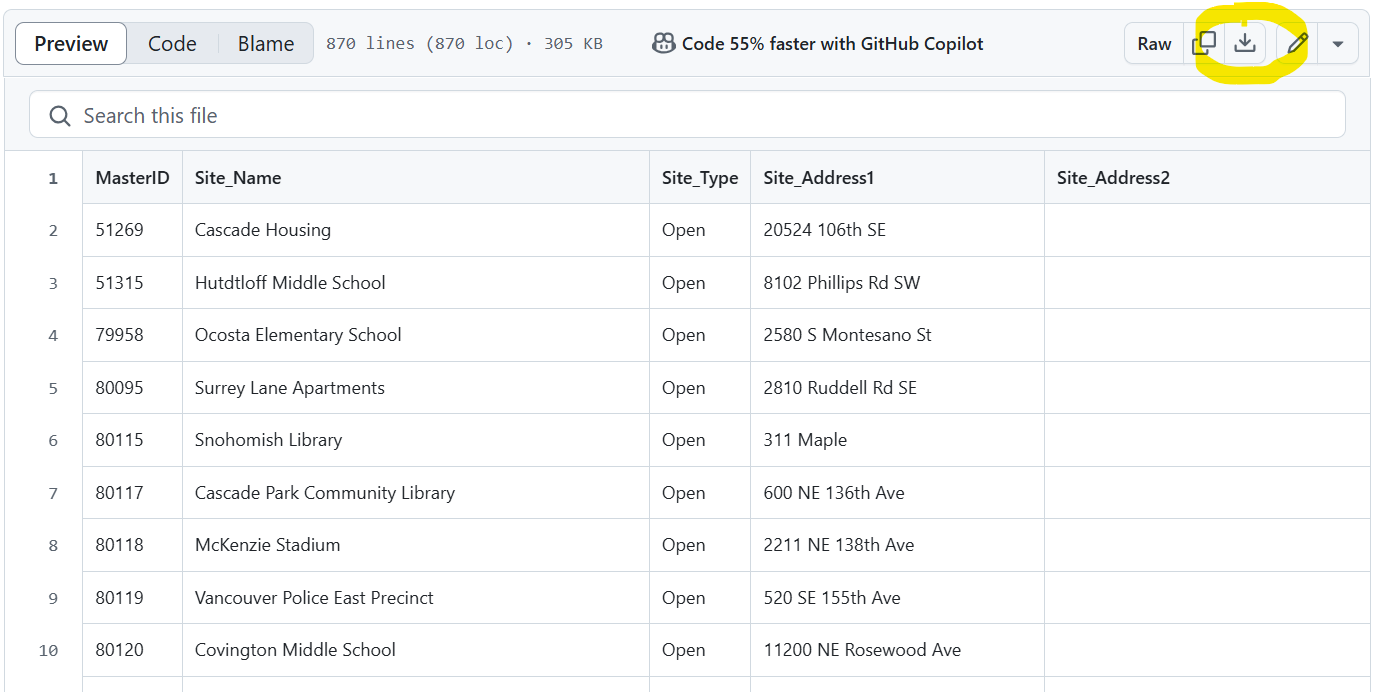 Preview Code Blame 870 lines (870 loc) · 305 KB Code 55% faster with GitHub Copilot Raw
Search this file
1 MasterID Site_Name Site_Type Site_Address1 Site_Address2
2 51269 Cascade Housing Open 20524 106th SE
3 51315 Hutdtloff Middle School Open 8102 Phillips Rd SW
4 79958 Ocosta Elementary School Open 2580 S Montesano St
5 80095 Surrey Lane Apartments Open 2810 Ruddell Rd SE
6 80115 Snohomish Library Open 311 Maple
7 80117 Cascade Park Community Library Open 600 NE 136th Ave
8 80118 McKenzie Stadium Open 2211 NE 138th Ave
9 80119 Vancouver Police East Precinct Open 520 SE 155th Ave
10 80120 Covington Middle School Open 11200 NE Rosewood Ave